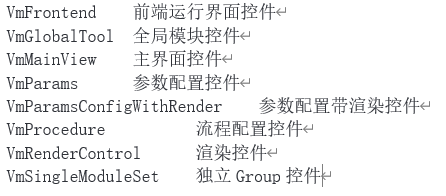 VmFrontend 前端运行界面控件
VmGlobalTool 全局模块控件
VmMainView 主界面控件
VmParams 参数配置控件
VmParamsConfigWithRender 参数配置带渲染控件
VmProcedure 流程配置控件
VmRenderControl 渲染控件
VmSingleModuleSet 独立 Group 控件